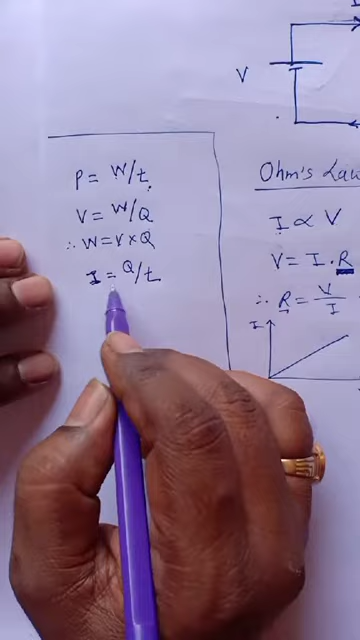 V
P = W/t
V = W/Q
∴ W = V×Q
I = Q/t
Ohm's Law
I ∝ V
V = I . R
∴ R = V/I
I